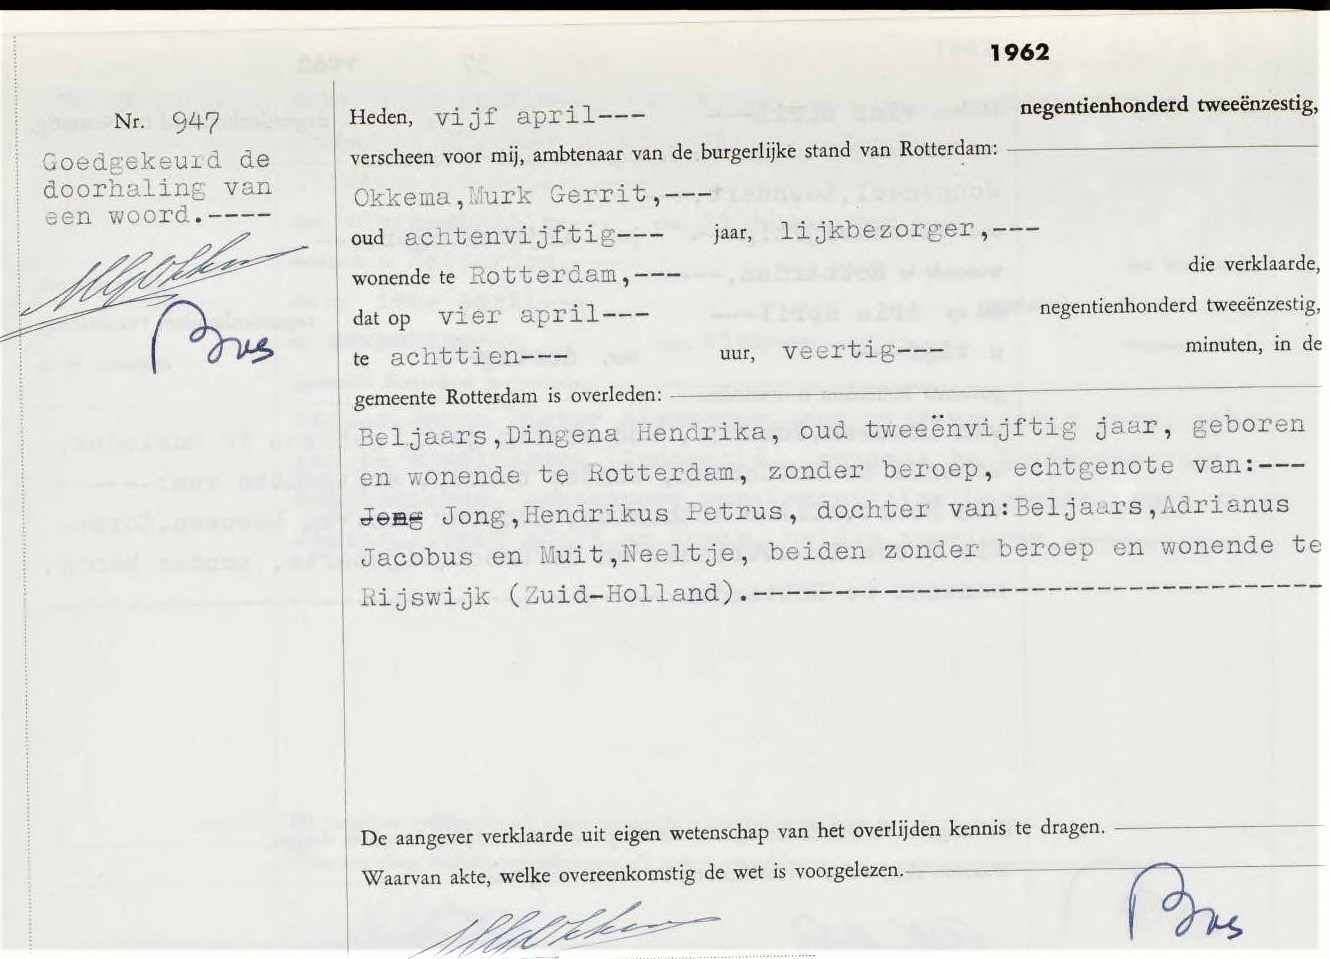 1962
Nr. 947
Goedgekeurd de
doorhaling van
een woord.----
Heden, vijf april--- negentienhonderd tweeënzestig,
verscheen voor mij, ambtenaar van de burgerlijke stand van Rotterdam:
Okkema,Murk Gerrit,---
oud achtenvijftig--- jaar, lijkbezorger,---
wonende te Rotterdam,--- die verklaarde,
dat op vier april--- negentienhonderd tweeënzestig,
te achttien--- uur, veertig--- minuten, in de
gemeente Rotterdam is overleden:
Beljaars,Dingena Hendrika, oud tweeënvijftig jaar, geboren
en wonende te Rotterdam, zonder beroep, echtgenote van:---
Jong,Hendrikus Petrus, dochter van:Beljaars,Adrianus
Jacobus en Muit,Neeltje, beiden zonder beroep en wonende te
Rijswijk (Zuid-Holland).-----------------------------------
De aangever verklaarde uit eigen wetenschap van het overlijden kennis te dragen.
Waarvan akte, welke overeenkomstig de wet is voorgelezen.